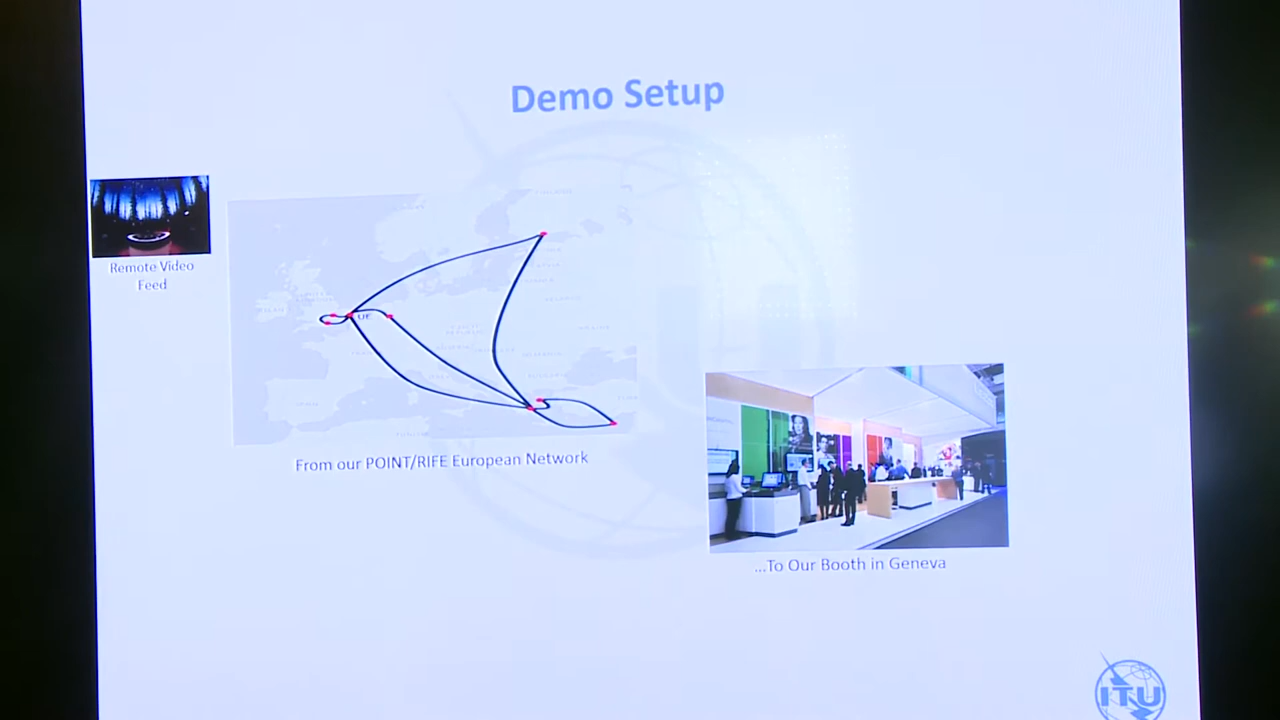 Demo Setup
Remote Video
Feed
From our POINT/RIFE European Network
...To Our Booth in Geneva
ITU